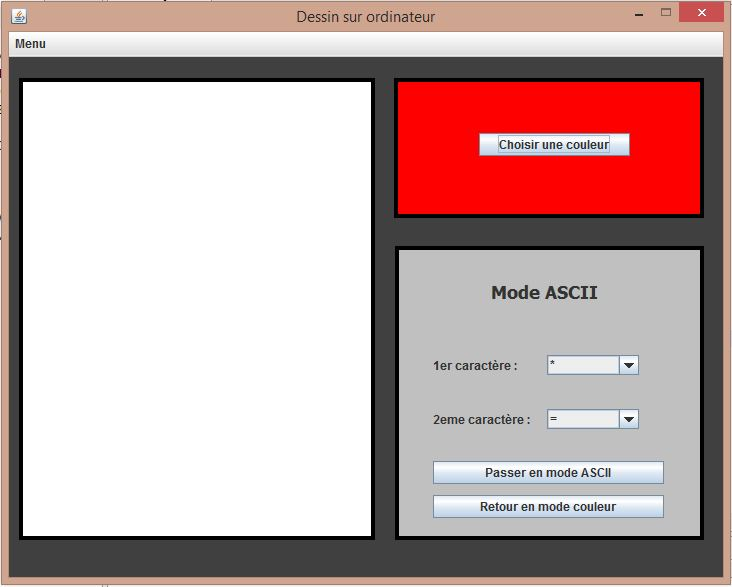 Dessin sur ordinateur
Menu
Choisir une couleur
Mode ASCII
1er caractère : *
2eme caractère : =
Passer en mode ASCII
Retour en mode couleur